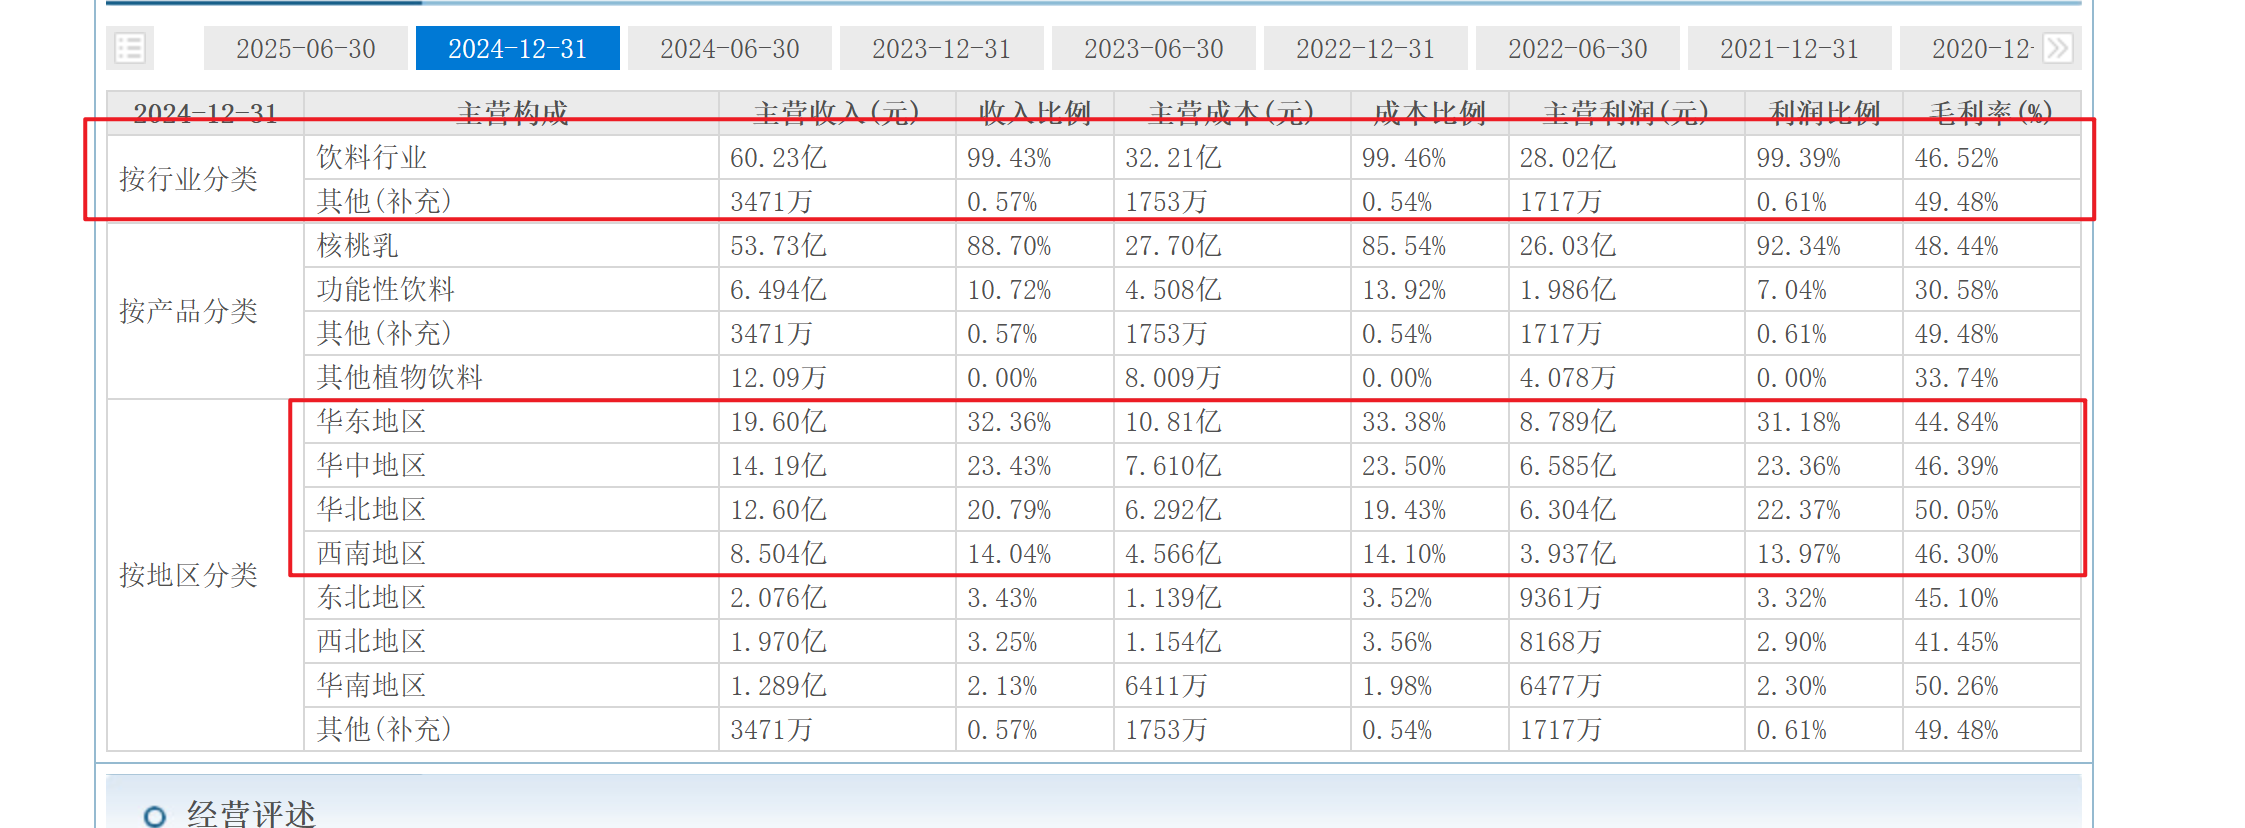 2025-06-30 2024-12-31 2024-06-30 2023-12-31 2023-06-30 2022-12-31 2022-06-30 2021-12-31 2020-12-
2024-12-31 主营构成 主营收入(元) 收入比例 主营成本(元) 成本比例 主营利润(元) 利润比例 毛利率(%)
按行业分类 饮料行业 60.23亿 99.43% 32.21亿 99.46% 28.02亿 99.39% 46.52%
其他(补充) 3471万 0.57% 1753万 0.54% 1717万 0.61% 49.48%
按产品分类 核桃乳 53.73亿 88.70% 27.70亿 85.54% 26.03亿 92.34% 48.44%
功能性饮料 6.494亿 10.72% 4.508亿 13.92% 1.986亿 7.04% 30.58%
其他(补充) 3471万 0.57% 1753万 0.54% 1717万 0.61% 49.48%
其他植物饮料 12.09万 0.00% 8.009万 0.00% 4.078万 0.00% 33.74%
按地区分类 华东地区 19.60亿 32.36% 10.81亿 33.38% 8.789亿 31.18% 44.84%
华中地区 14.19亿 23.43% 7.610亿 23.50% 6.585亿 23.36% 46.39%
华北地区 12.60亿 20.79% 6.292亿 19.43% 6.304亿 22.37% 50.05%
西南地区 8.504亿 14.04% 4.566亿 14.10% 3.937亿 13.97% 46.30%
东北地区 2.076亿 3.43% 1.139亿 3.52% 9361万 3.32% 45.10%
西北地区 1.970亿 3.25% 1.154亿 3.56% 8168万 2.90% 41.45%
华南地区 1.289亿 2.13% 6411万 1.98% 6477万 2.30% 50.26%
其他(补充) 3471万 0.57% 1753万 0.54% 1717万 0.61% 49.48%
经营评述